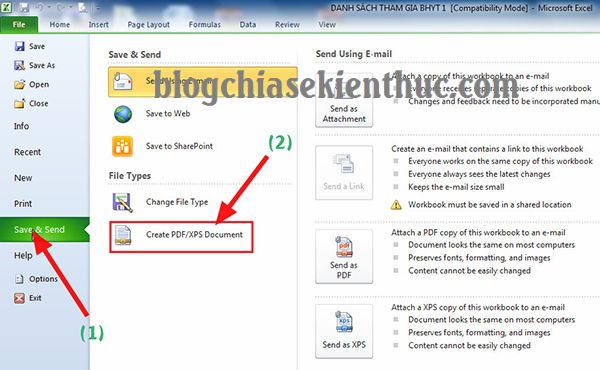 DANH SÁCH THAM GIA BHYT 1 [Compatibility Mode] - Microsoft Excel
File Home Insert Page Layout Formulas Data Review View
Save
Save As
Open
Close
Info
Recent
New
Print
Save & Send
Help
Options
Exit
(1)
Save & Send
Send Using E-mail
Save to Web
Save to SharePoint
(2)
File Types
Change File Type
Create PDF/XPS Document
blogchiasekienthuc.com
Send Using E-mail
Send as
Attachment
Attach a copy of this workbook to an e-mail
Everyone receives separate copies of this workbook
Changes and feedback need to be incorporated manu
Send a Link
Create an e-mail that contains a link to this workbook
Everyone works on the same copy of this workbook
Everyone always sees the latest changes
Keeps the e-mail size small
Workbook must be saved in a shared location
Send as
PDF
Attach a PDF copy of this workbook to an e-mail
Document looks the same on most computers
Preserves fonts, formatting, and images
Content cannot be easily changed
Send as XPS
Attach a XPS copy of this workbook to an e-mail
Document looks the same on most computers
Preserves fonts, formatting, and images
Content cannot be easily changed